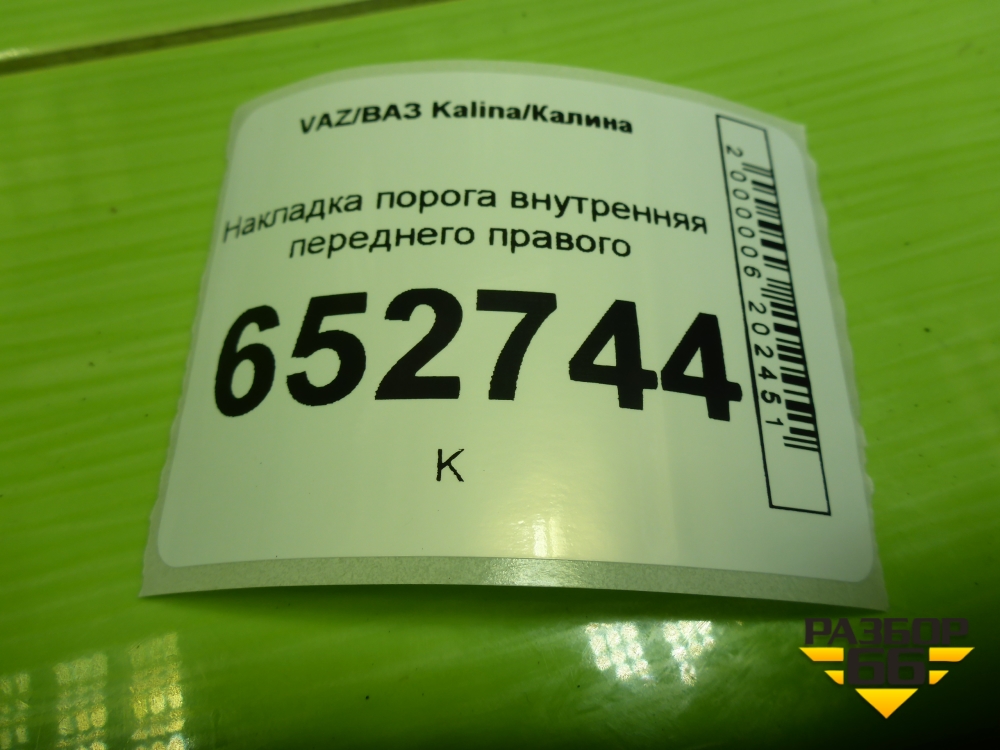 VAZ/ВАЗ Kalina/Калина
Накладка порога внутренняя
переднего правого
652744
К
2000006202451
РАЗБОР
66